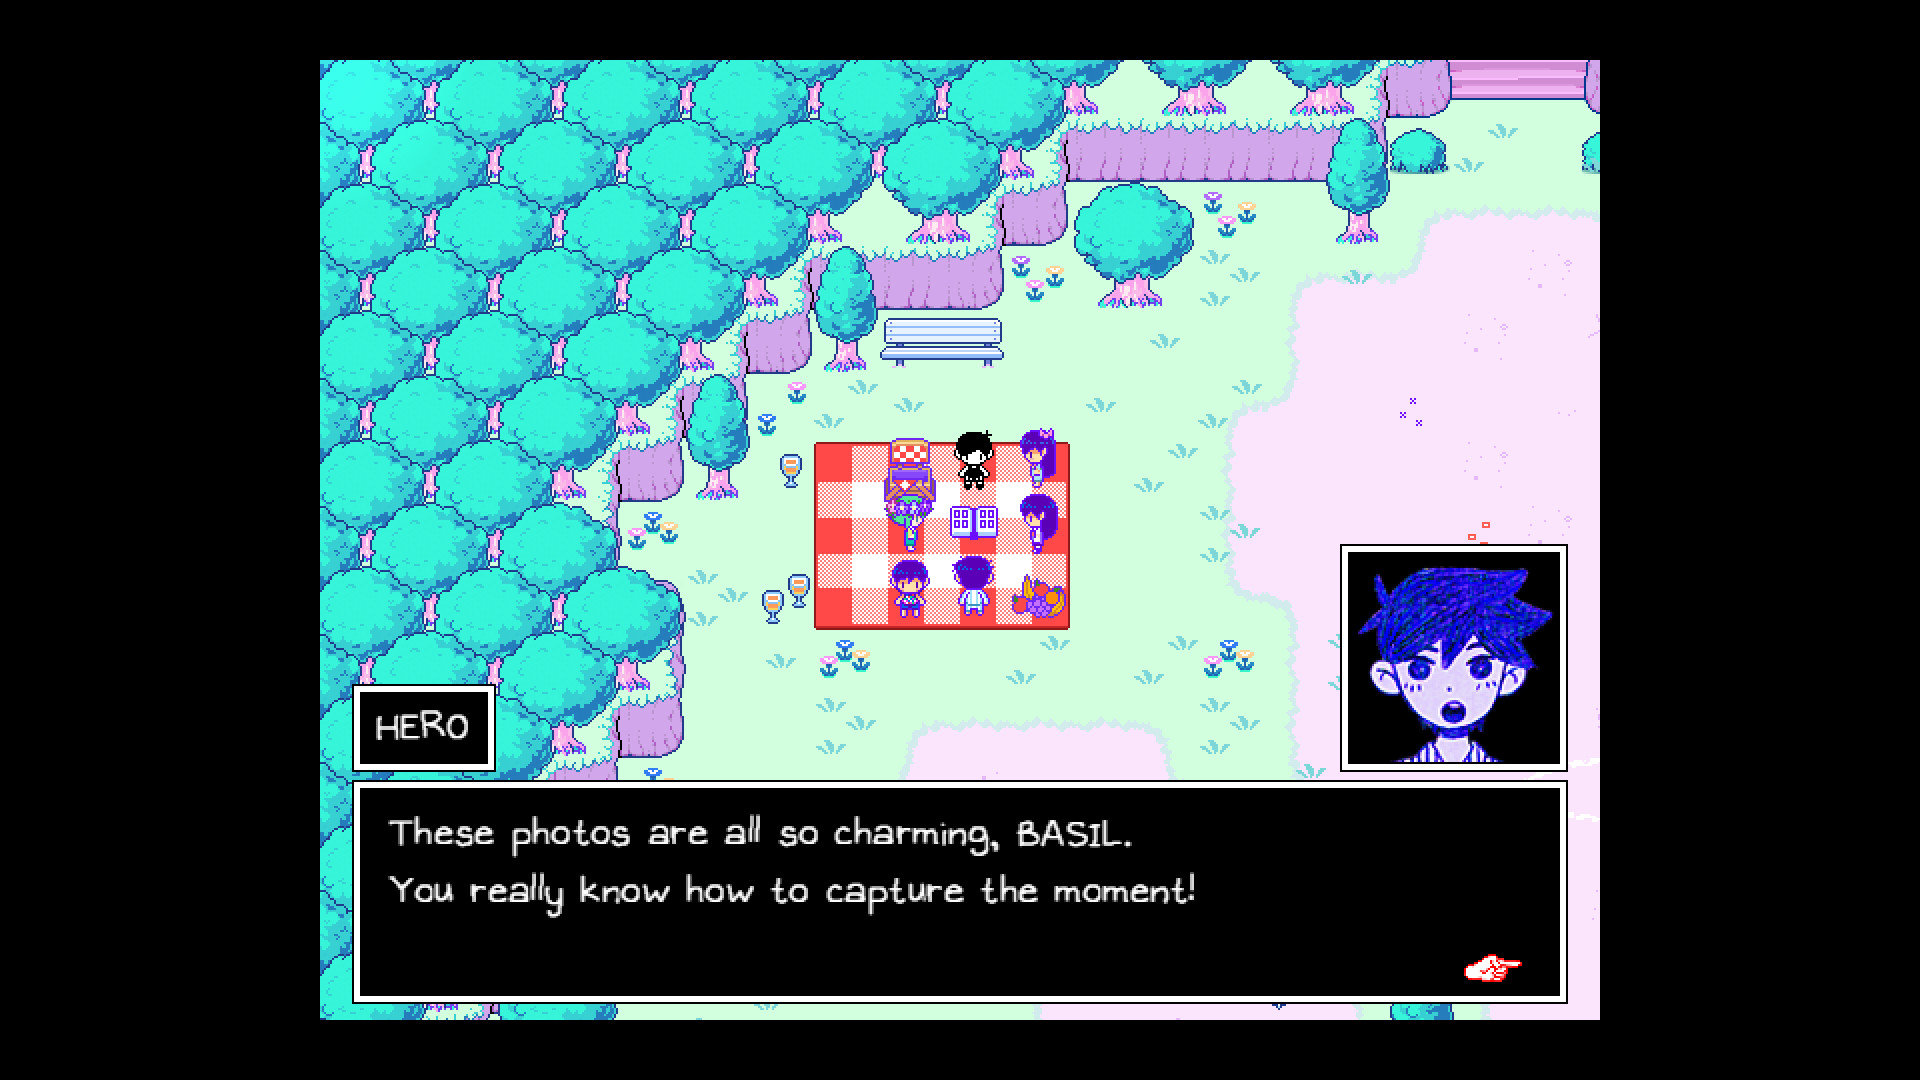 HERO
These photos are all so charming, BASIL.
You really know how to capture the moment!